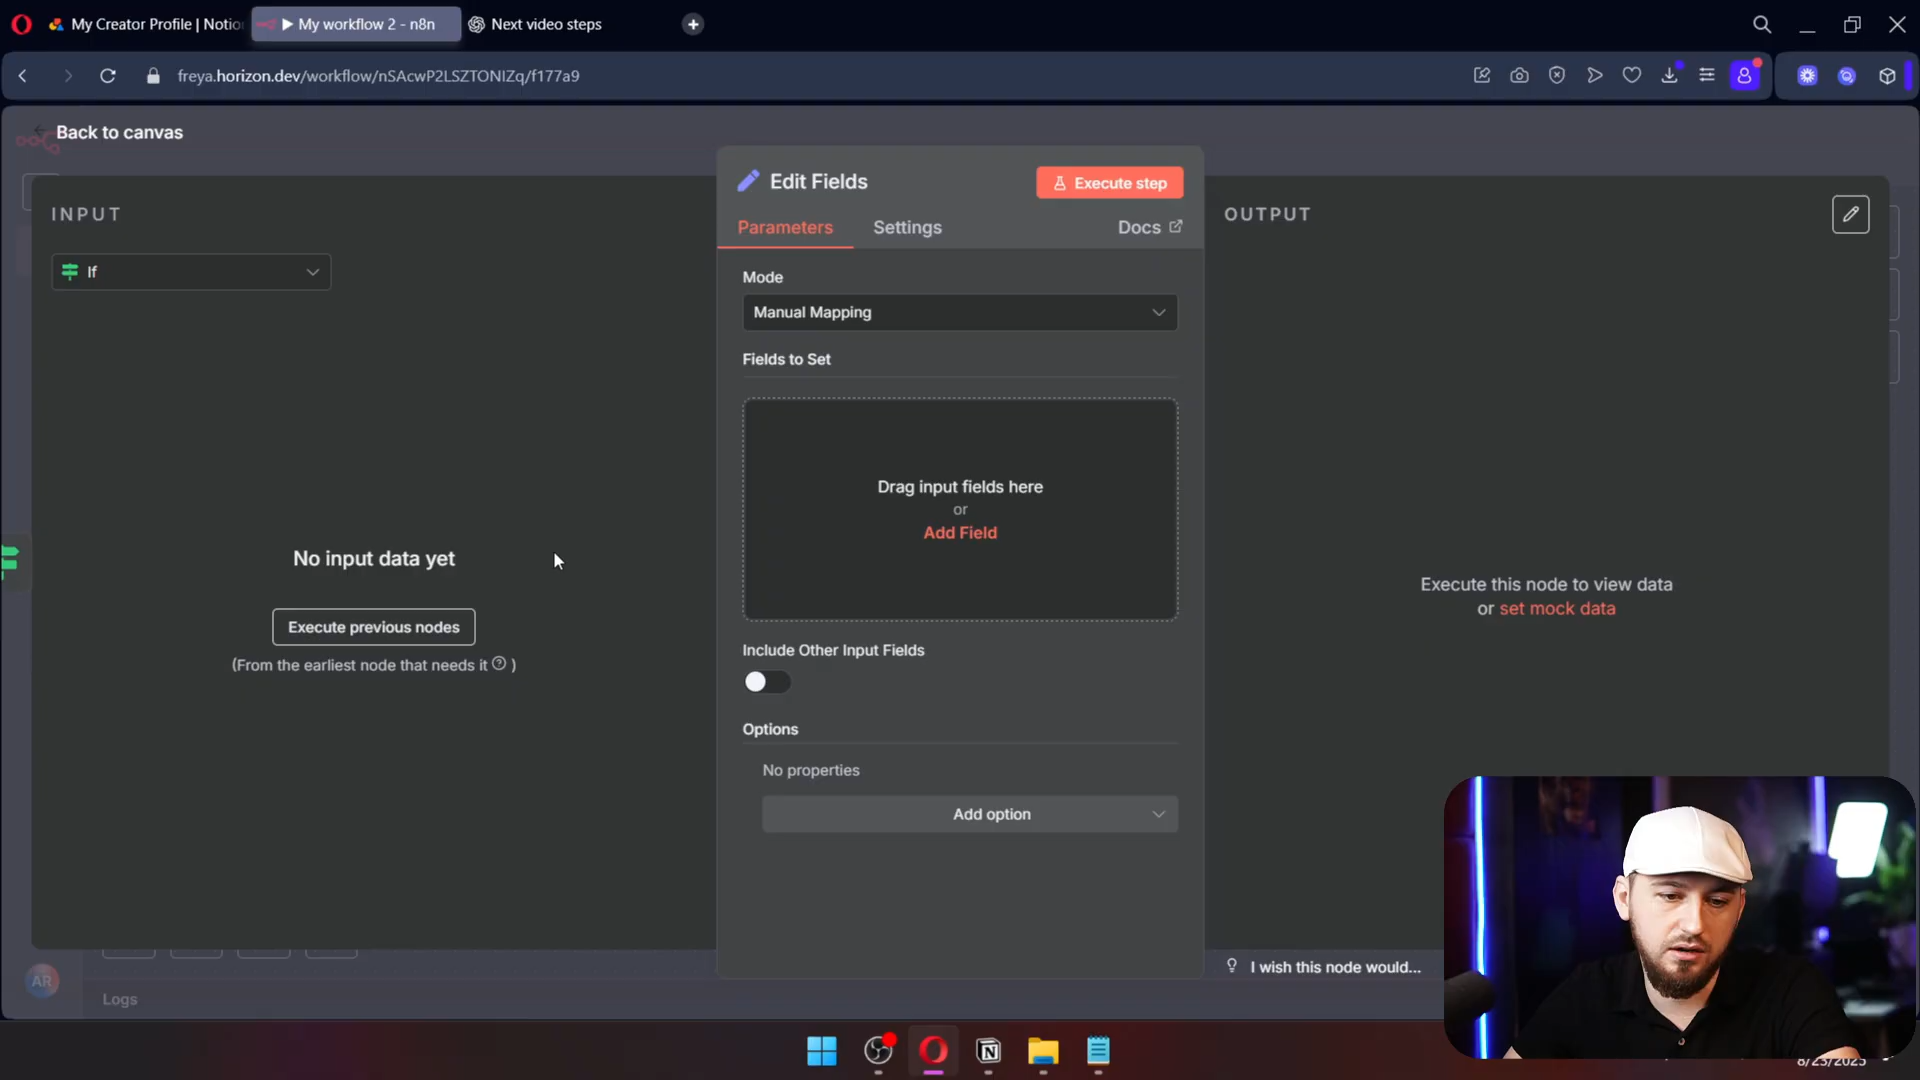 My Creator Profile | Notio
My workflow 2 - n8n
Next video steps
freya.horizon.dev/workflow/nSAcwP2LSZTONIZq/f177a9
Back to canvas
INPUT
If
No input data yet
Execute previous nodes
(From the earliest node that needs it ? )
Edit Fields
Execute step
Parameters
Settings
Docs
Mode
Manual Mapping
Fields to Set
Drag input fields here
or
Add Field
Include Other Input Fields
Options
No properties
Add option
OUTPUT
Execute this node to view data
or set mock data
I wish this node would...
AR
Logs
8/23/2025